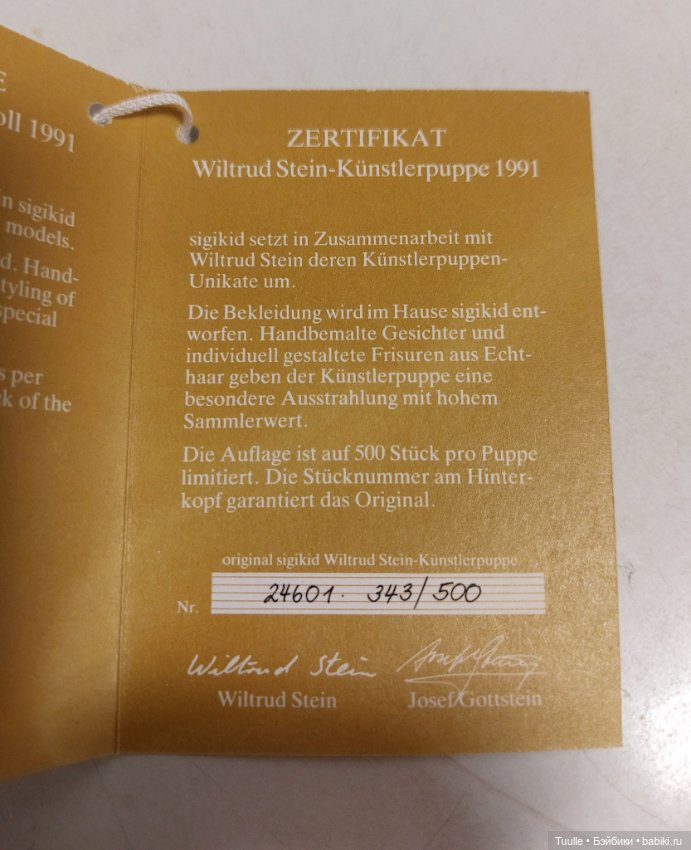 E
oll 1991
in sigikid
models.
d. Hand-
tyling of
special
s per
ck of the
ZERTIFIKAT
Wiltrud Stein-Künstlerpuppe 1991
sigikid setzt in Zusammenarbeit mit
Wiltrud Stein deren Künstlerpuppen-
Unikate um.
Die Bekleidung wird im Hause sigikid ent-
worfen. Handbemalte Gesichter und
individuell gestaltete Frisuren aus Echt-
haar geben der Künstlerpuppe eine
besondere Ausstrahlung mit hohem
Sammlerwert.
Die Auflage ist auf 500 Stück pro Puppe
limitiert. Die Stücknummer am Hinter-
kopf garantiert das Original.
original sigikid Wiltrud Stein-Künstlerpuppe
Nr. 24601. 343/500
Wiltrud Stein
Wiltrud Stein Josef Gottstein
Tuulle • Бэйбики • babiki.ru